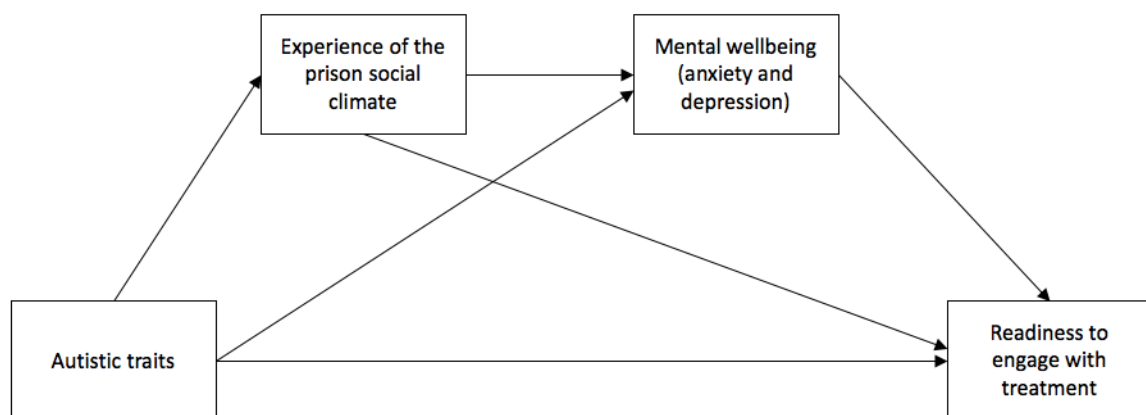 Experience of the
prison social
climate
Mental wellbeing
(anxiety and
depression)
Autistic traits
Readiness to
engage with
treatment